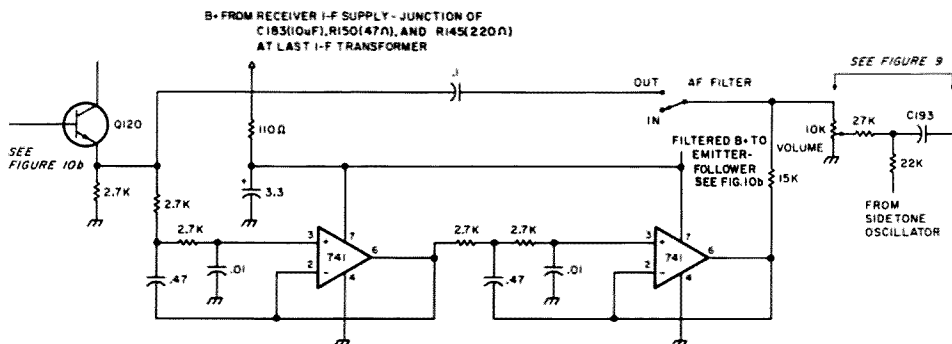 B+ FROM RECEIVER I-F SUPPLY - JUNCTION OF
C183(10uF), R150(47Ω), AND R145(220Ω)
AT LAST I-F TRANSFORMER
SEE FIGURE 9
.1
OUT
AF FILTER
IN
Q120
110Ω
10K
VOLUME
27K
C193
SEE
FIGURE 10b
FILTERED B+ TO
EMITTER-
FOLLOWER
SEE FIG.10b
15K
22K
2.7K
2.7K
+
3.3
FROM
SIDETONE
OSCILLATOR
2.7K
3
+
7
741
6
2
-
4
.47
.01
2.7K
2.7K
3
+
7
741
6
2
-
4
.47
.01